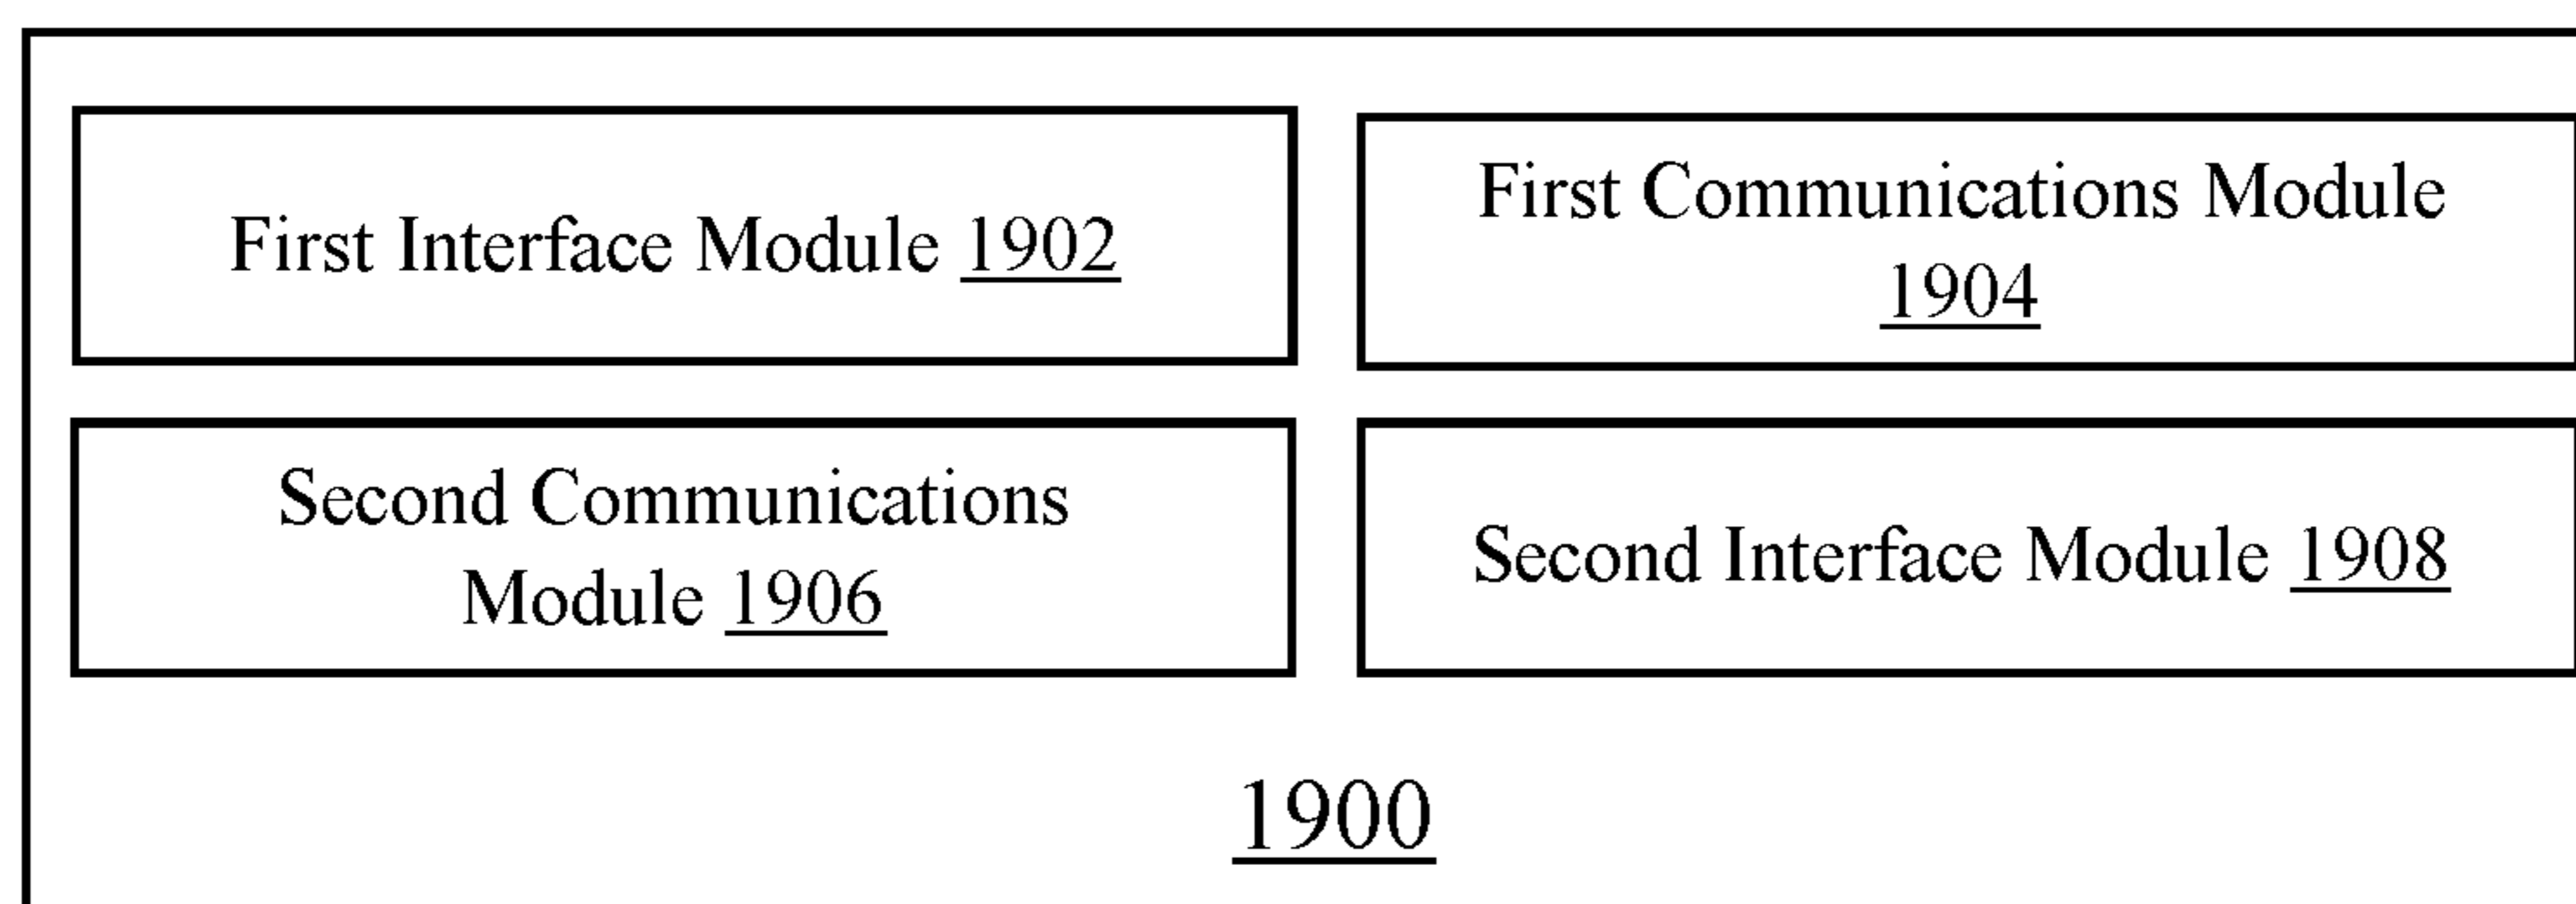 First Interface Module 1902
First Communications Module
1904
Second Communications
Module 1906
Second Interface Module 1908
1900